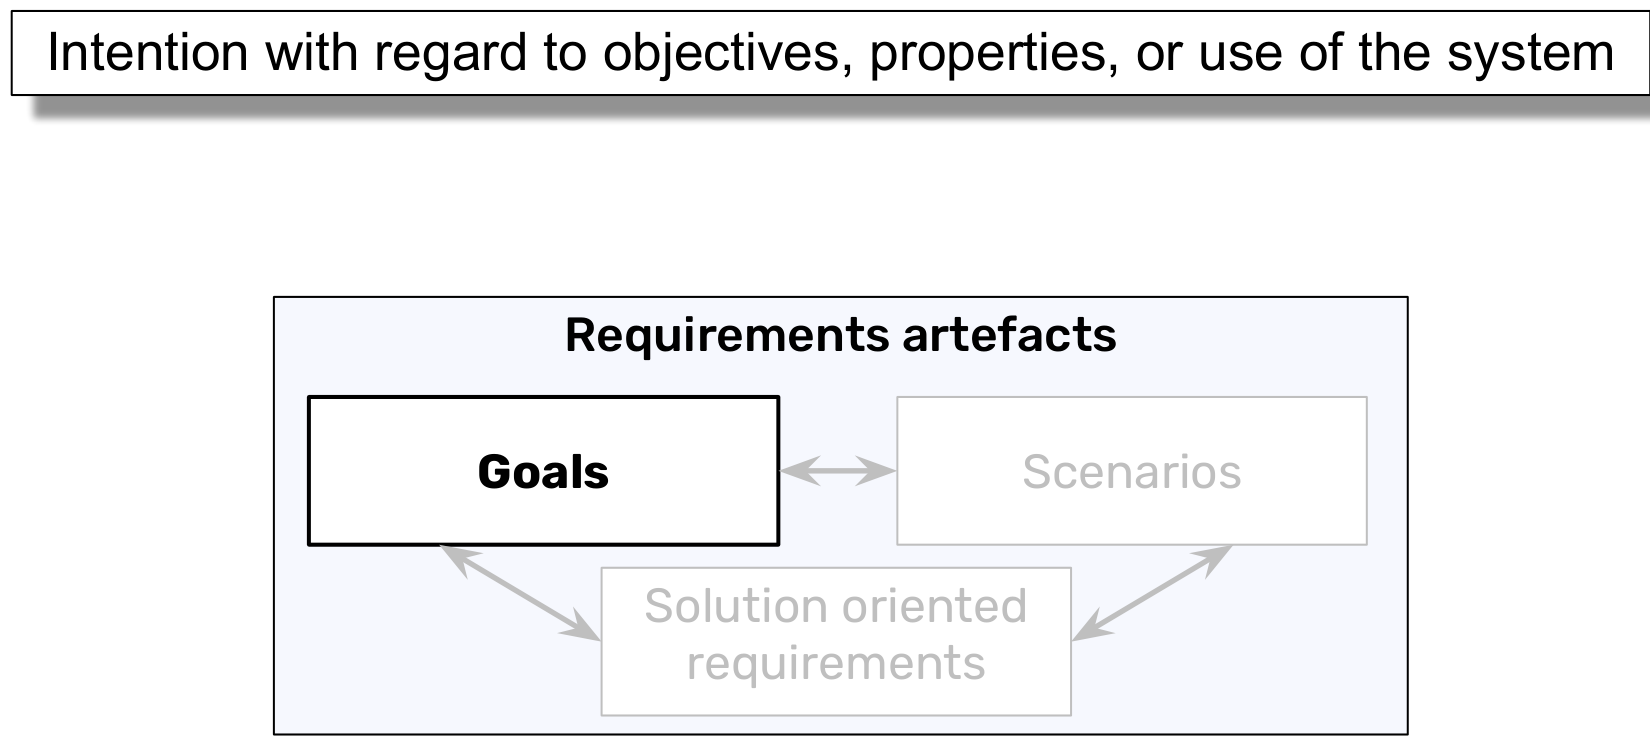 Intention with regard to objectives, properties, or use of the system
Requirements artefacts
Goals
Scenarios
Solution oriented
requirements